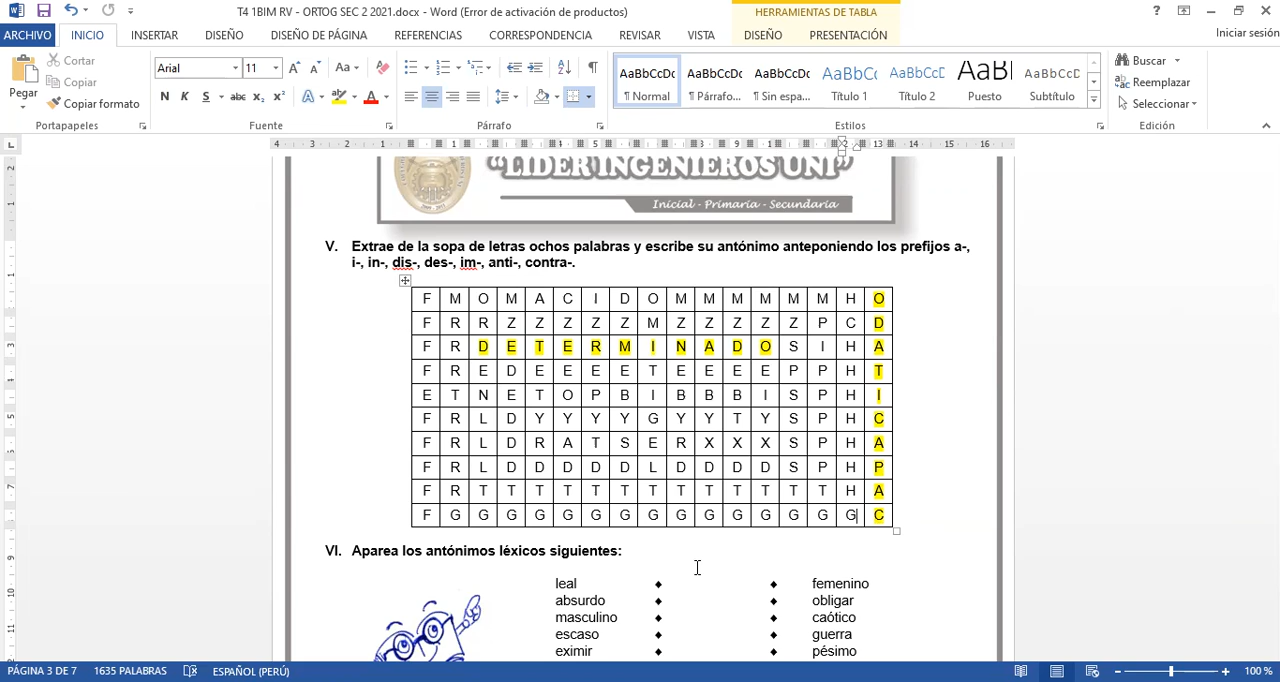 T4 1BIM RV - ORTOG SEC 2 2021.docx - Word (Error de activación de productos)
HERRAMIENTAS DE TABLA
ARCHIVO INICIO INSERTAR DISEÑO DISEÑO DE PÁGINA REFERENCIAS CORRESPONDENCIA REVISAR VISTA DISEÑO PRESENTACIÓN Iniciar sesión
Pegar
Cortar
Copiar
Copiar formato
Portapapeles
Arial 11
N K S abc x₂ x²
Fuente
Párrafo
AaBbCcDc AaBbCcDc AaBbCcDc AaBbCcC AaBbCcD AaBl AaBbCcD
¶ Normal ¶ Párrafo... ¶ Sin espa... Título 1 Título 2 Puesto Subtítulo
Estilos
Buscar
Reemplazar
Seleccionar
Edición
"LIDER INGENIEROS UNI"
Inicial - Primaria - Secundaria
V. Extrae de la sopa de letras ochos palabras y escribe su antónimo anteponiendo los prefijos a-,
i-, in-, dis-, des-, im-, anti-, contra-.
F M O M A C I D O M M M M M M H O
F R R Z Z Z Z Z M Z Z Z Z Z P C D
F R D E T E R M I N A D O S I H A
F R E D E E E E T E E E E P P H T
E T N E T O P B I B B B I S P H I
F R L D Y Y Y Y G Y Y T Y S P H C
F R L D R A T S E R X X X S P H A
F R L D D D D D L D D D D S P H P
F R T T T T T T T T T T T T T H A
F G G G G G G G G G G G G G G G C
VI. Aparea los antónimos léxicos siguientes:
leal ♦ ♦ femenino
absurdo ♦ ♦ obligar
masculino ♦ ♦ caótico
escaso ♦ ♦ guerra
eximir ♦ ♦ pésimo
PÁGINA 3 DE 7 1635 PALABRAS ESPAÑOL (PERÚ) 100 %